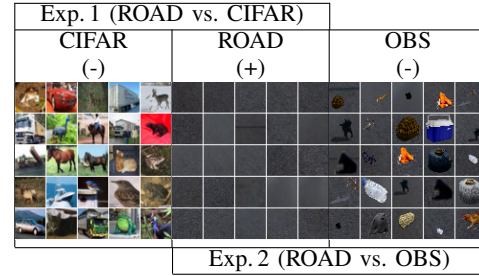 Exp. 1 (ROAD vs. CIFAR)
CIFAR ROAD OBS
(-) (+) (-)
Exp. 2 (ROAD vs. OBS)